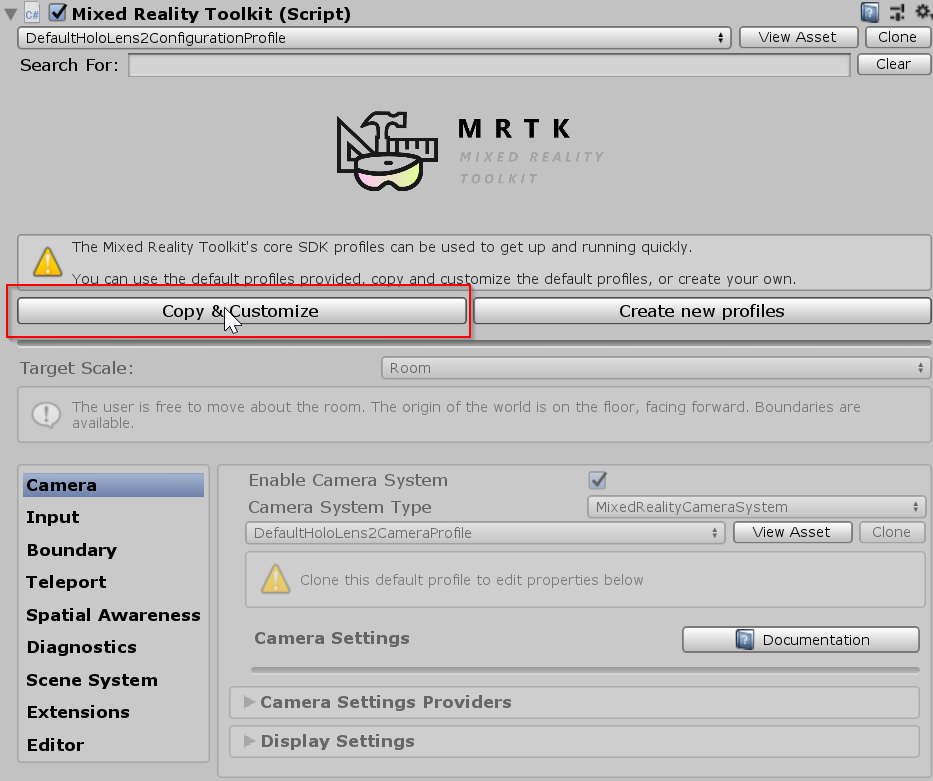 C#
Mixed Reality Toolkit (Script)
DefaultHoloLens2ConfigurationProfile
View Asset
Clone
Search For:
Clear
MRTK
MIXED REALITY
TOOLKIT
The Mixed Reality Toolkit's core SDK profiles can be used to get up and running quickly.
You can use the default profiles provided, copy and customize the default profiles, or create your own.
Copy & Customize
Create new profiles
Target Scale:
Room
The user is free to move about the room. The origin of the world is on the floor, facing forward. Boundaries are
available.
Camera
Input
Boundary
Teleport
Spatial Awareness
Diagnostics
Scene System
Extensions
Editor
Enable Camera System
Camera System Type
MixedRealityCameraSystem
DefaultHoloLens2CameraProfile
View Asset
Clone
Clone this default profile to edit properties below
Camera Settings
Documentation
Camera Settings Providers
Display Settings